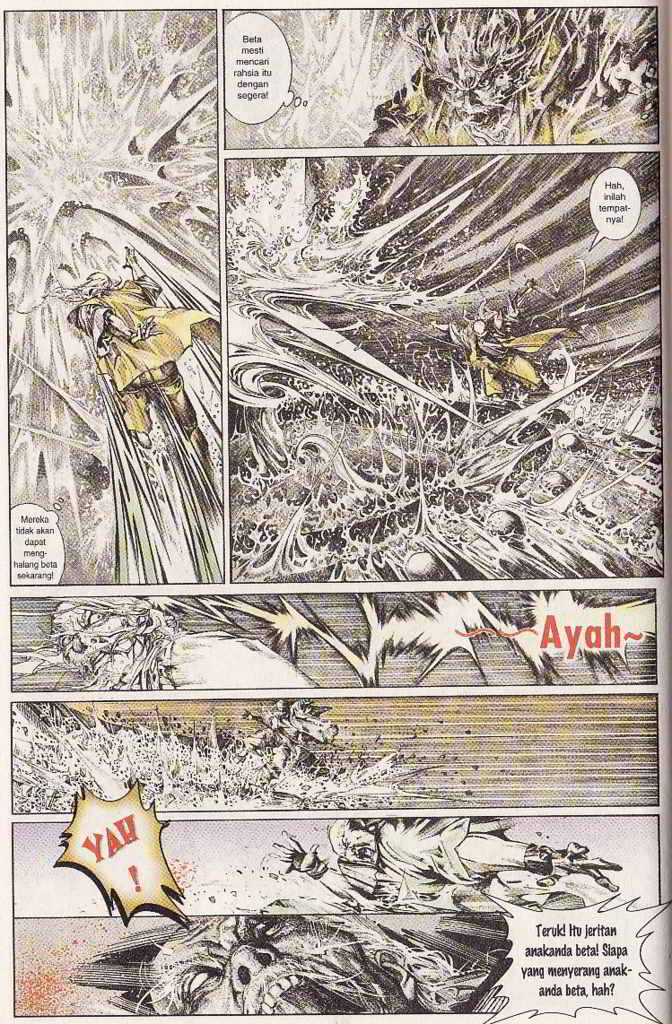 Beta
mesti
mencari
rahsia itu
dengan
segera!
Hah,
inilah
tempat-
nya!
Mereka
tidak akan
dapat
meng-
halang beta
sekarang!
Ayah~
YAH
!
Teruk! Itu jeritan
anakanda beta! Siapa
yang menyerang anak-
anda beta, hah?